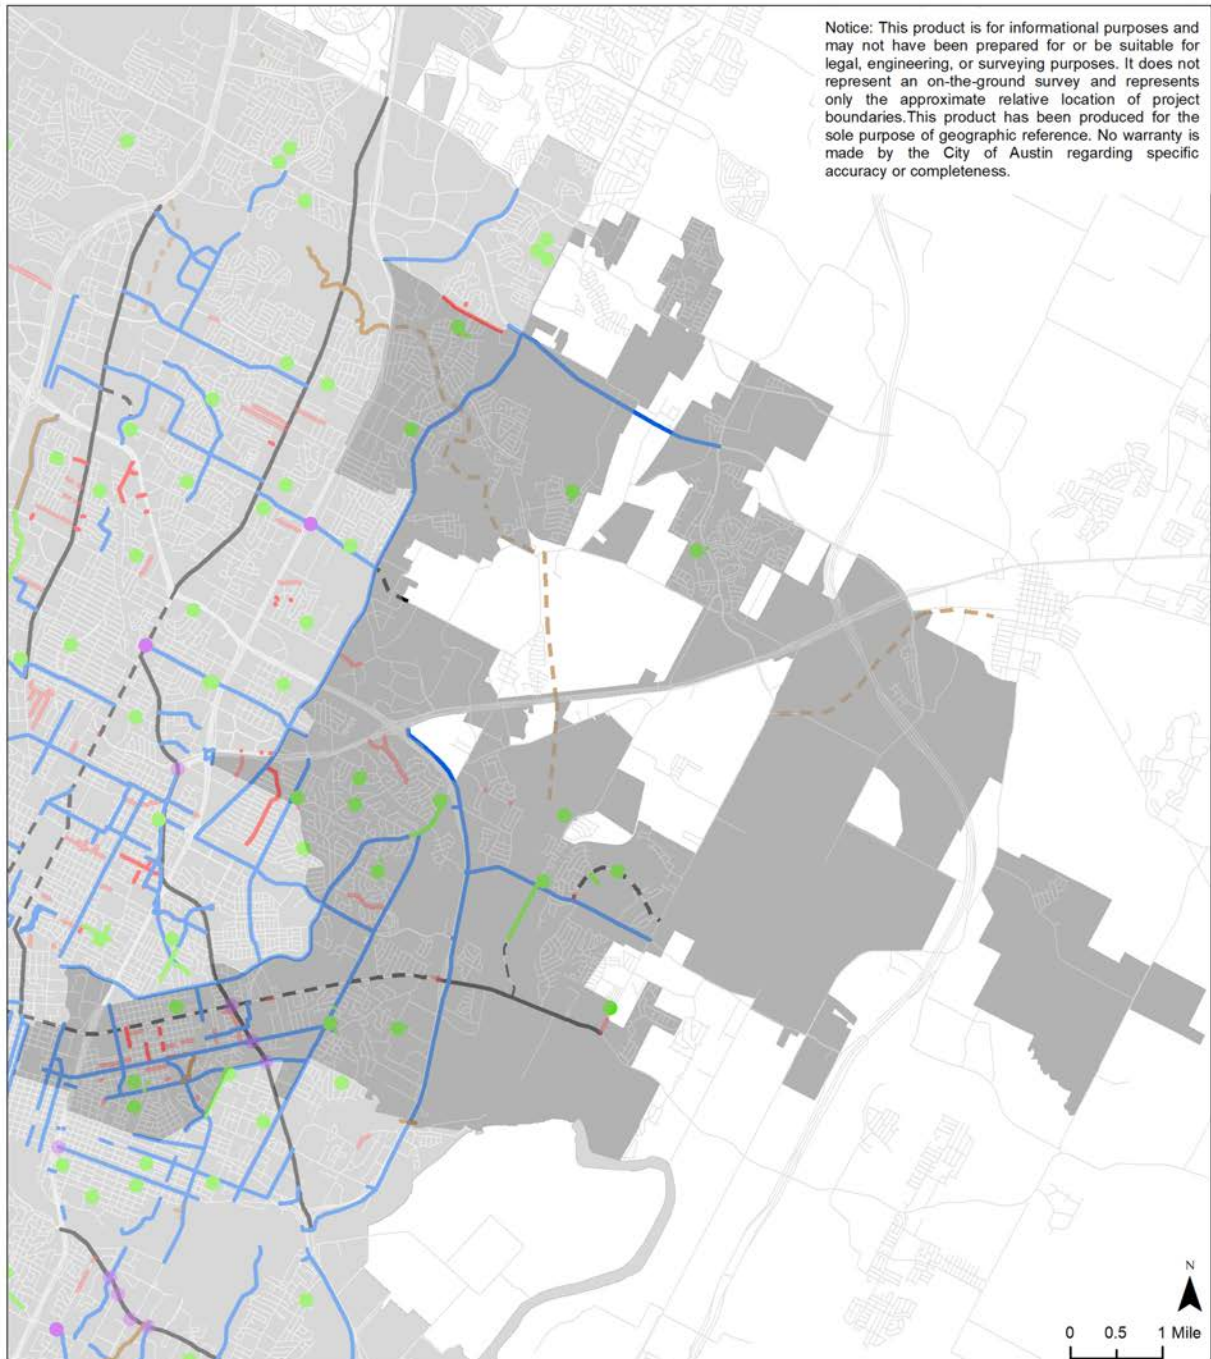 Notice: This product is for informational purposes and
may not have been prepared for or be suitable for
legal, engineering, or surveying purposes. It does not
represent an on-the-ground survey and represents
only the approximate relative location of project
boundaries.This product has been produced for the
sole purpose of geographic reference. No warranty is
made by the City of Austin regarding specific
accuracy or completeness.
N
0 0.5 1 Mile